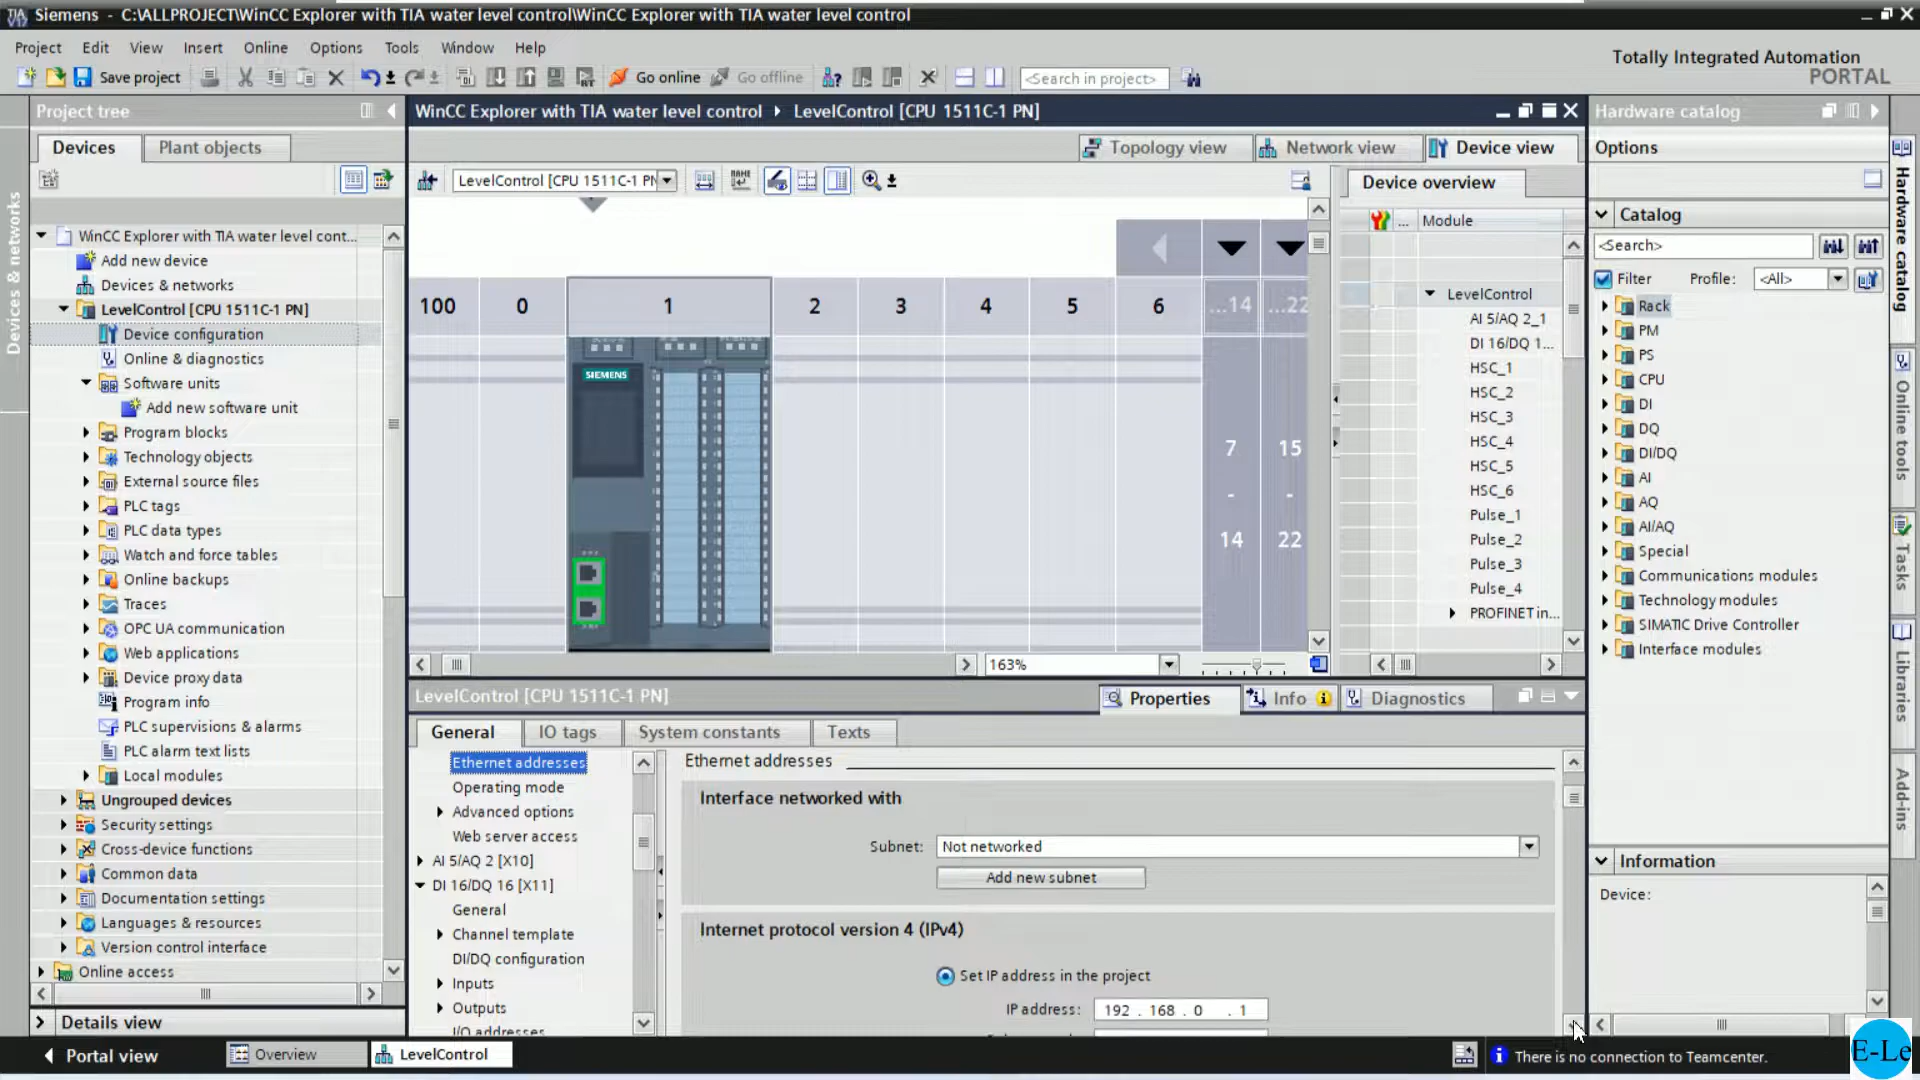 Siemens - C:\ALLPROJECT\WinCC Explorer with TIA water level control\WinCC Explorer with TIA water level control
Project Edit View Insert Online Options Tools Window Help
Totally Integrated Automation
PORTAL
Save project Go online Go offline <Search in project>
Project tree
Devices Plant objects
Devices & networks
WinCC Explorer with TIA water level cont...
Add new device
Devices & networks
LevelControl [CPU 1511C-1 PN]
Device configuration
Online & diagnostics
Software units
Add new software unit
Program blocks
Technology objects
External source files
PLC tags
PLC data types
Watch and force tables
Online backups
Traces
OPC UA communication
Web applications
Device proxy data
Program info
PLC supervisions & alarms
PLC alarm text lists
Local modules
Ungrouped devices
Security settings
Cross-device functions
Common data
Documentation settings
Languages & resources
Version control interface
Online access
Details view
WinCC Explorer with TIA water level control LevelControl [CPU 1511C-1 PN]
Topology view Network view Device view
LevelControl [CPU 1511C-1 PN
100 0 1 2 3 4 5 6 ...14 ...22
SIEMENS
7 15
- -
14 22
163%
Device overview
... Module
LevelControl
AI 5/AQ 2_1
DI 16/DQ 1...
HSC_1
HSC_2
HSC_3
HSC_4
HSC_5
HSC_6
Pulse_1
Pulse_2
Pulse_3
Pulse_4
PROFINET in...
LevelControl [CPU 1511C-1 PN]
Properties Info Diagnostics
General IO tags System constants Texts
Ethernet addresses
Operating mode
Advanced options
Web server access
AI 5/AQ 2 [X10]
DI 16/DQ 16 [X11]
General
Channel template
DI/DQ configuration
Inputs
Outputs
I/O addresses
Ethernet addresses
Interface networked with
Subnet: Not networked
Add new subnet
Internet protocol version 4 (IPv4)
Set IP address in the project
IP address: 192 . 168 . 0 . 1
Hardware catalog
Options
Catalog
<Search>
Filter Profile: <All>
Rack
PM
PS
CPU
DI
DQ
DI/DQ
AI
AQ
AI/AQ
Special
Communications modules
Technology modules
SIMATIC Drive Controller
Interface modules
Information
Device:
Hardware catalog
Online tools
Tasks
Libraries
Add-ins
Portal view Overview LevelControl
There is no connection to Teamcenter.
E-Le